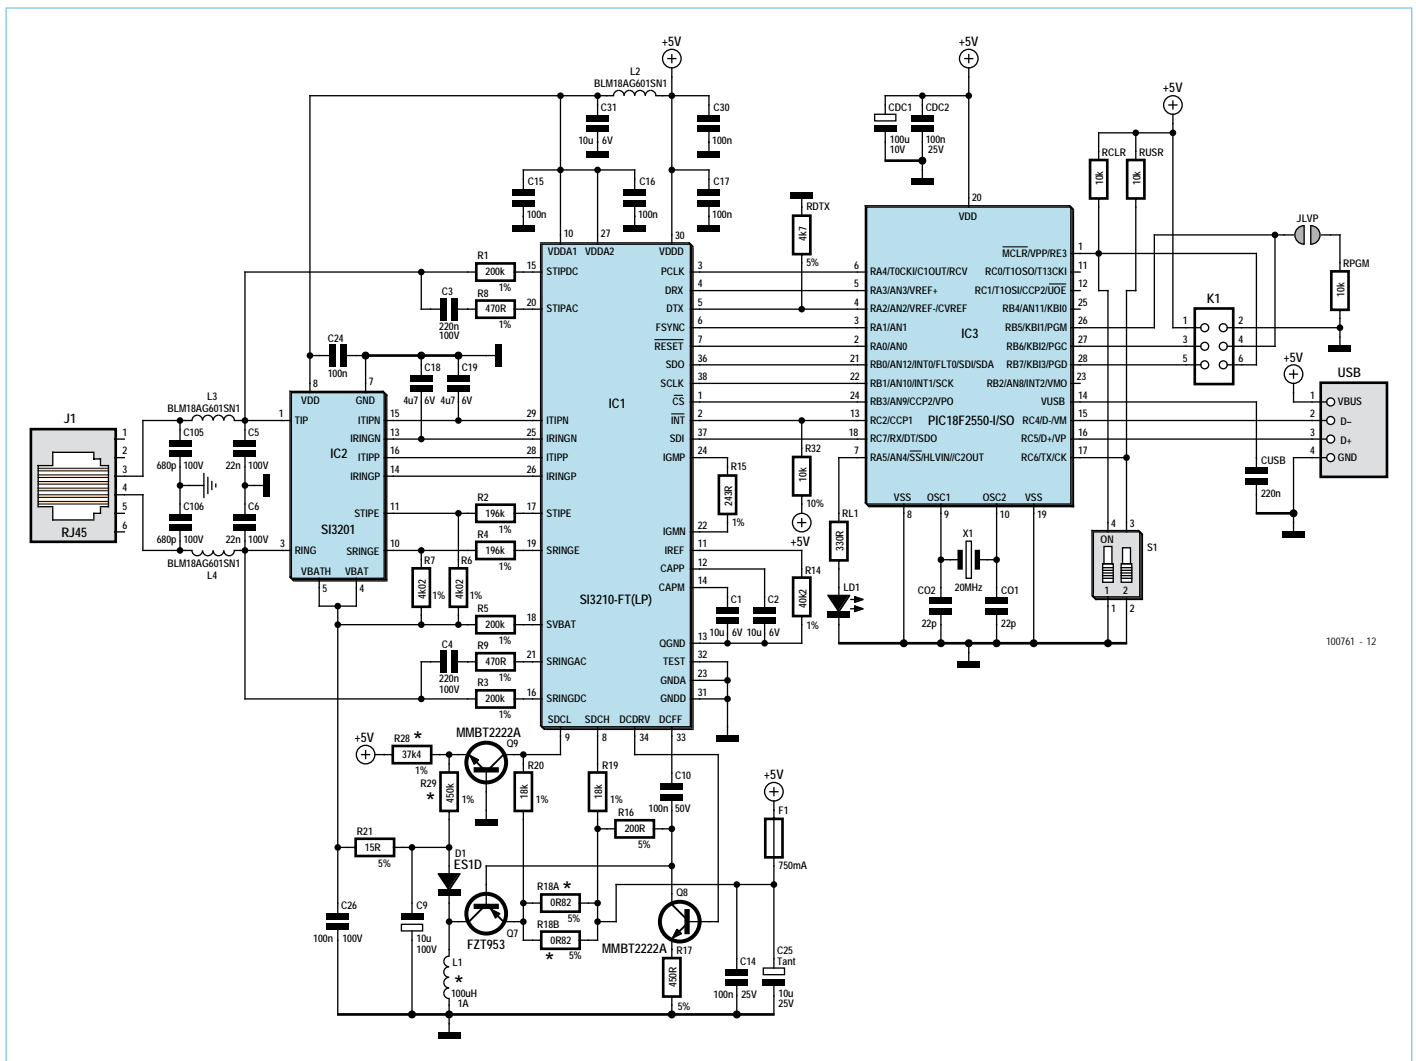 +5V
L2
BLM18AG601SN1
C31
10u 6V
C30
100n
C15
100n
C16
100n
C17
100n
10
27
30
VDDA1 VDDA2 VDDD
+5V
CDC1
100u
10V
CDC2
100n
25V
20
VDD
+5V
RCLR
10k
RUSR
10k
JLVP
RPGM
10k
RDTX
4k7
5%
R1
200k
1%
15
STIPDC
C3
220n
100V
R8
470R
1%
20
STIPAC
C24
100n
8
VDD
7
GND
C18
4u7 6V
C19
4u7 6V
L3
BLM18AG601SN1
J1
1
2
3
4
5
6
RJ45
C105
680p 100V
C5
22n 100V
C106
680p 100V
C6
22n 100V
BLM18AG601SN1
L4
1
TIP
3
RING
IC2
SI3201
ITIPN 15
IRINGN 13
ITIPP 16
IRINGP 14
STIPE 11
SRINGE 10
VBATH VBAT
5
4
29 ITIPN
25 IRINGN
28 ITIPP
26 IRINGP
R2
196k
1%
17
STIPE
R4
196k
1%
19
SRINGE
R7
4k02
1%
R6
4k02
1%
R5
200k
1%
18
SVBAT
C4
220n
100V
R9
470R
1%
21
SRINGAC
R3
200k
1%
16
SRINGDC
IC1
SI3210-FT(LP)
PCLK 3
DRX 4
DTX 5
FSYNC 6
RESET 7
SDO 36
SCLK 38
CS 1
INT 2
SDI 37
IGMP 24
IGMN 22
IREF 11
CAPP 12
CAPM 14
QGND 13
TEST 32
GNDA 23
GNDD 31
SDCL SDCH DCDRV DCFF
9
8
34
33
R15
243R
1%
R14
40k2
1%
C1
10u 6V
C2
10u 6V
R32
10k
10%
+5V
6 RA4/T0CKI/C1OUT/RCV
5 RA3/AN3/VREF+
4 RA2/AN2/VREF-/CVREF
3 RA1/AN1
2 RA0/AN0
21 RB0/AN12/INT0/FLT0/SDI/SDA
22 RB1/AN10/INT1/SCK
24 RB3/AN9/CCP2/VPO
13 RC2/CCP1
18 RC7/RX/DT/SDO
7 RA5/AN4/SS/HLVIN//C2OUT
IC3
PIC18F2550-I/SO
MCLR/VPP/RE3 1
RC0/T1OSO/T13CKI 11
RC1/T1OSI/CCP2/UOE 12
RB4/AN11/KBI0 25
RB5/KBI1/PGM 26
RB6/KBI2/PGC 27
RB7/KBI3/PGD 28
RB2/AN8/INT2/VMO 23
VUSB 14
RC4/D-/VM 15
RC5/D+/VP 16
RC6/TX/CK 17
VSS OSC1 OSC2 VSS
8
9
10
19
K1
1 2
3 4
5 6
+5V
USB
1 VBUS
2 D–
3 D+
4 GND
CUSB
220n
RL1
330R
LD1
X1
20MHz
CO2
22p
CO1
22p
4 3
ON
1 2
S1
1 2
100761 - 12
+5V
R28 *
37k4
1%
R29
*
450k
1%
MMBT2222A
Q9
R20
18k
1%
R19
18k
1%
C10
100n 50V
R16
200R
5%
+5V
F1
750mA
R21
15R
5%
D1
ES1D
FZT953
Q7
R18A *
0R82
5%
R18B
0R82
* 5%
Q8
MMBT2222A
R17
450R
5%
C26
100n 100V
C9
10u
100V
L1
*
100uH
1A
C14
100n 25V
C25
Tant
10u
25V